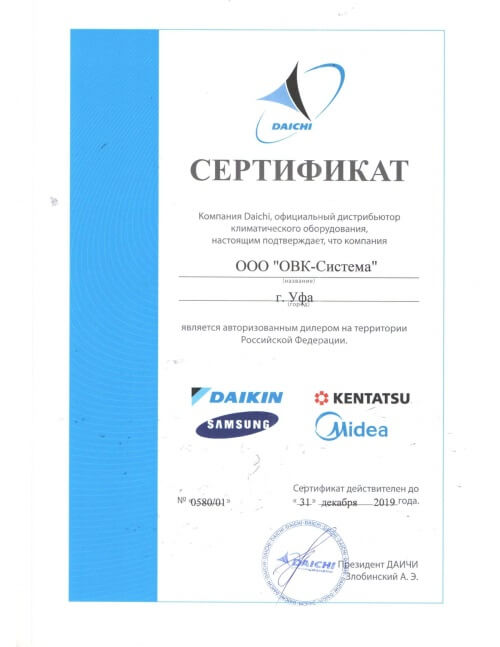 DAICHI
СЕРТИФИКАТ
Компания Daichi, официальный дистрибьютор
климатического оборудования,
настоящим подтверждает, что компания
ООО "ОВК-Система"
(название)
г. Уфа
(город)
является авторизованным дилером на территории
Российской Федерации.
DAIKIN
KENTATSU
SAMSUNG
Midea
Сертификат действителен до
№ «0580/01»
« 31 » декабря 2019 года.
DAICHI
Президент ДАИЧИ
Злобинский А. Э.